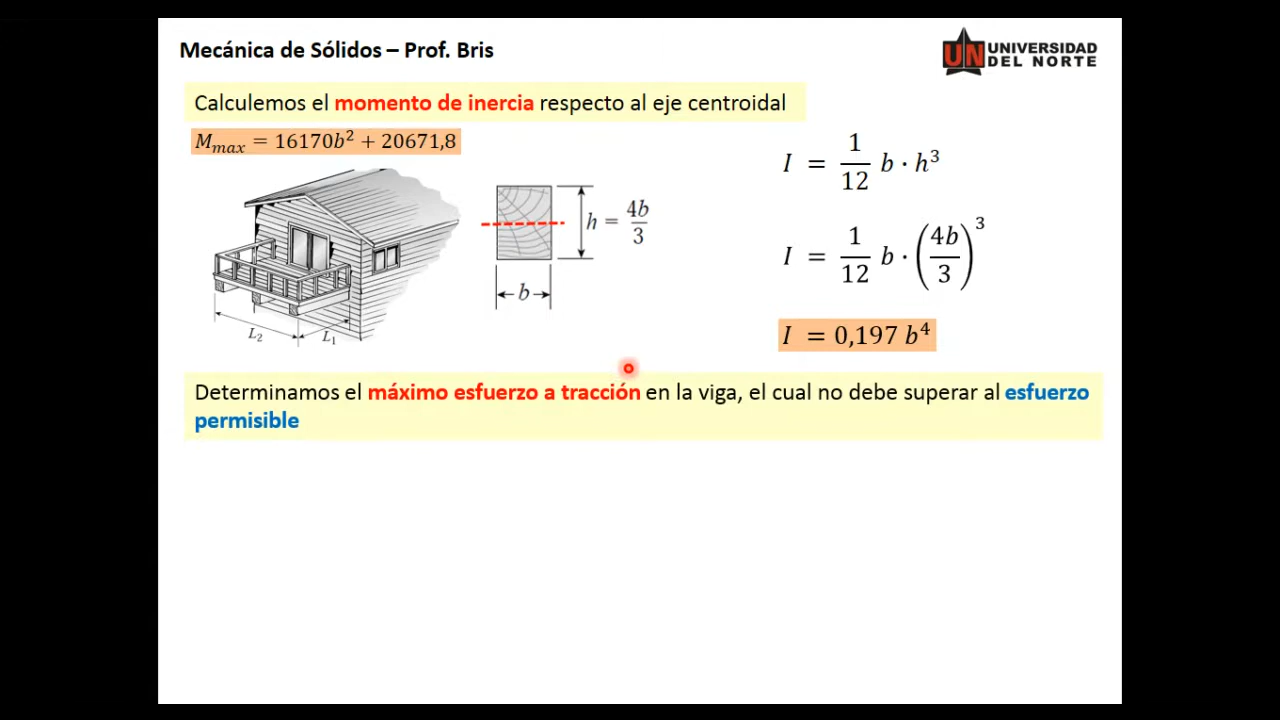 Mecánica de Sólidos – Prof. Bris
UN UNIVERSIDAD
DEL NORTE
Calculemos el momento de inercia respecto al eje centroidal
M_max = 16170b² + 20671,8
I = 1/12 b · h³
h = 4b/3
I = 1/12 b · (4b/3)³
b
L₂
L₁
I = 0,197 b⁴
Determinamos el máximo esfuerzo a tracción en la viga, el cual no debe superar al esfuerzo
permisible